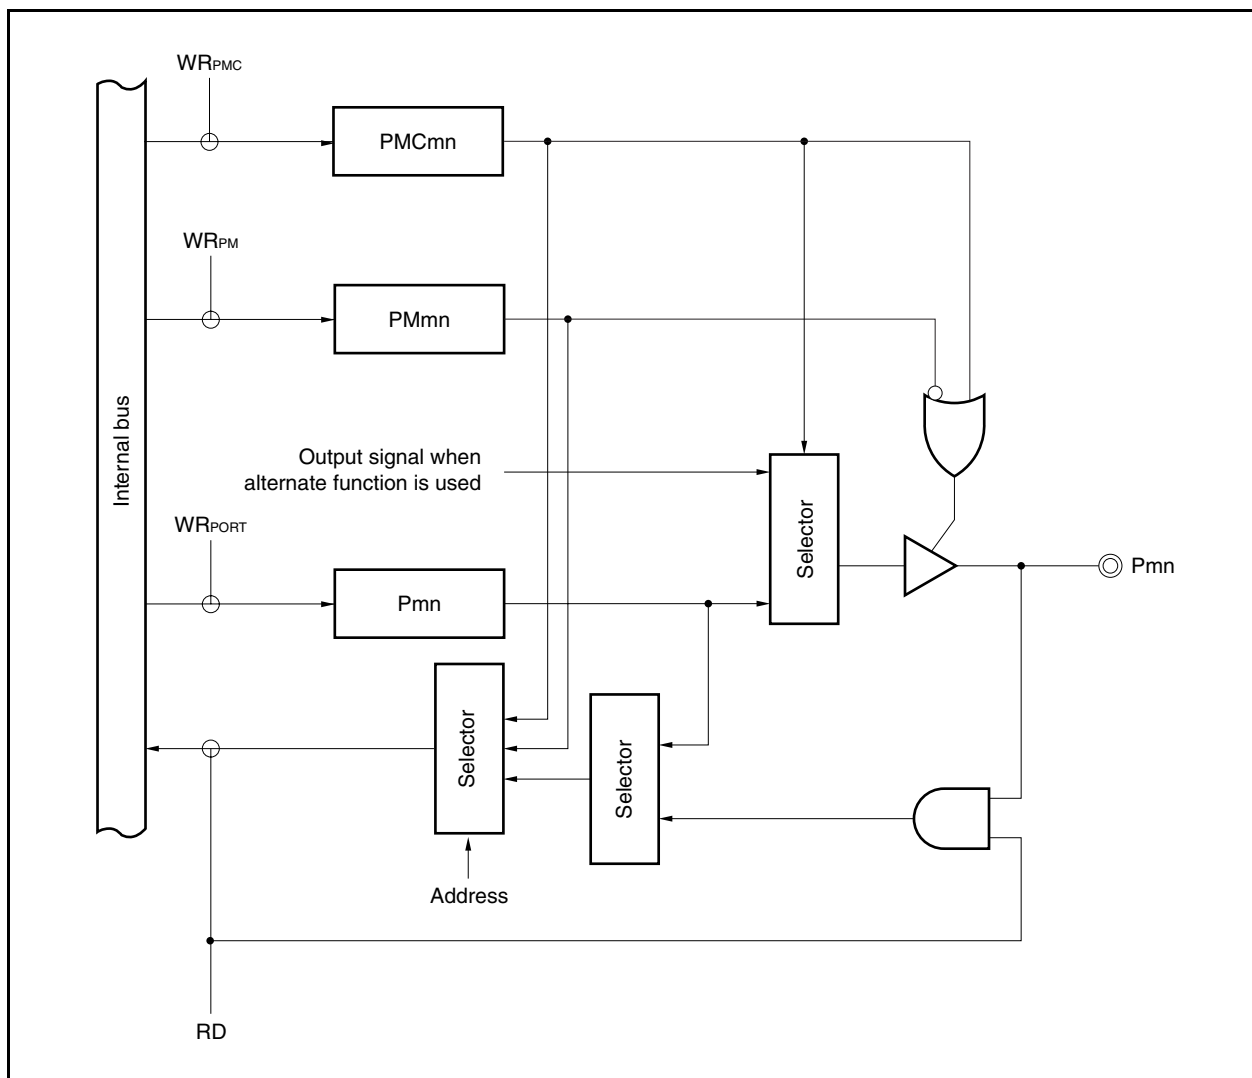 WRPMC
PMCmn
WRPM
PMmn
Internal bus
Output signal when
alternate function is used
Selector
WRPORT
Pmn
Pmn
Selector
Selector
Address
RD